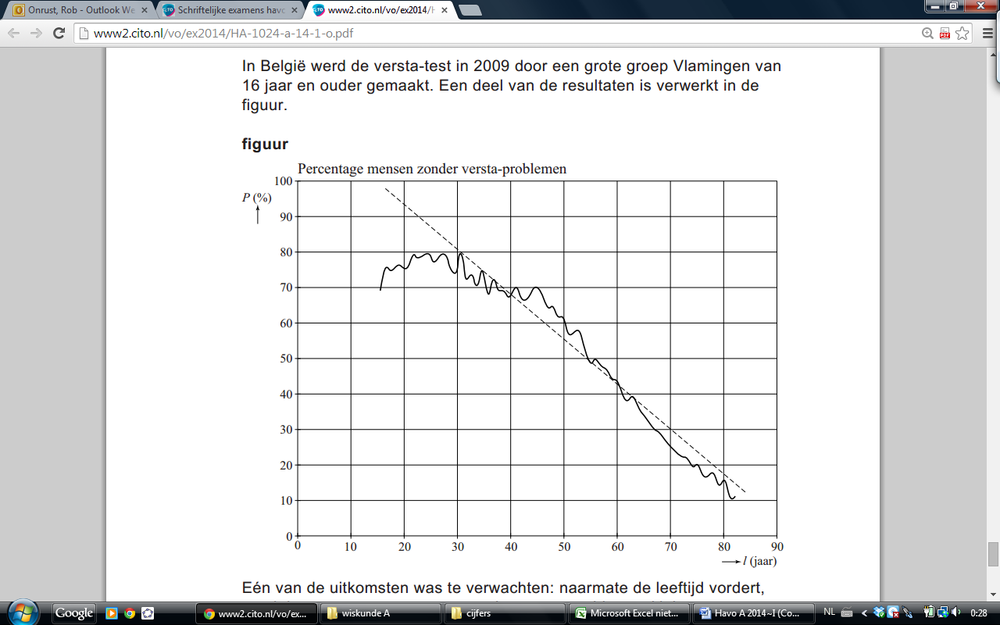 Onrust, Rob - Outlook We
Schriftelijke examens havo
www2.cito.nl/vo/ex2014/H
www2.cito.nl/vo/ex2014/HA-1024-a-14-1-o.pdf
In België werd de versta-test in 2009 door een grote groep Vlamingen van
16 jaar en ouder gemaakt. Een deel van de resultaten is verwerkt in de
figuur.
figuur
Percentage mensen zonder versta-problemen
P (%)
100
90
80
70
60
50
40
30
20
10
0
0 10 20 30 40 50 60 70 80 90
l (jaar)
Eén van de uitkomsten was te verwachten: naarmate de leeftijd vordert,
Google
www2.cito.nl/vo/ex...
wiskunde A
cijfers
Microsoft Excel niet...
Havo A 2014~I (Co...
NL
0:28